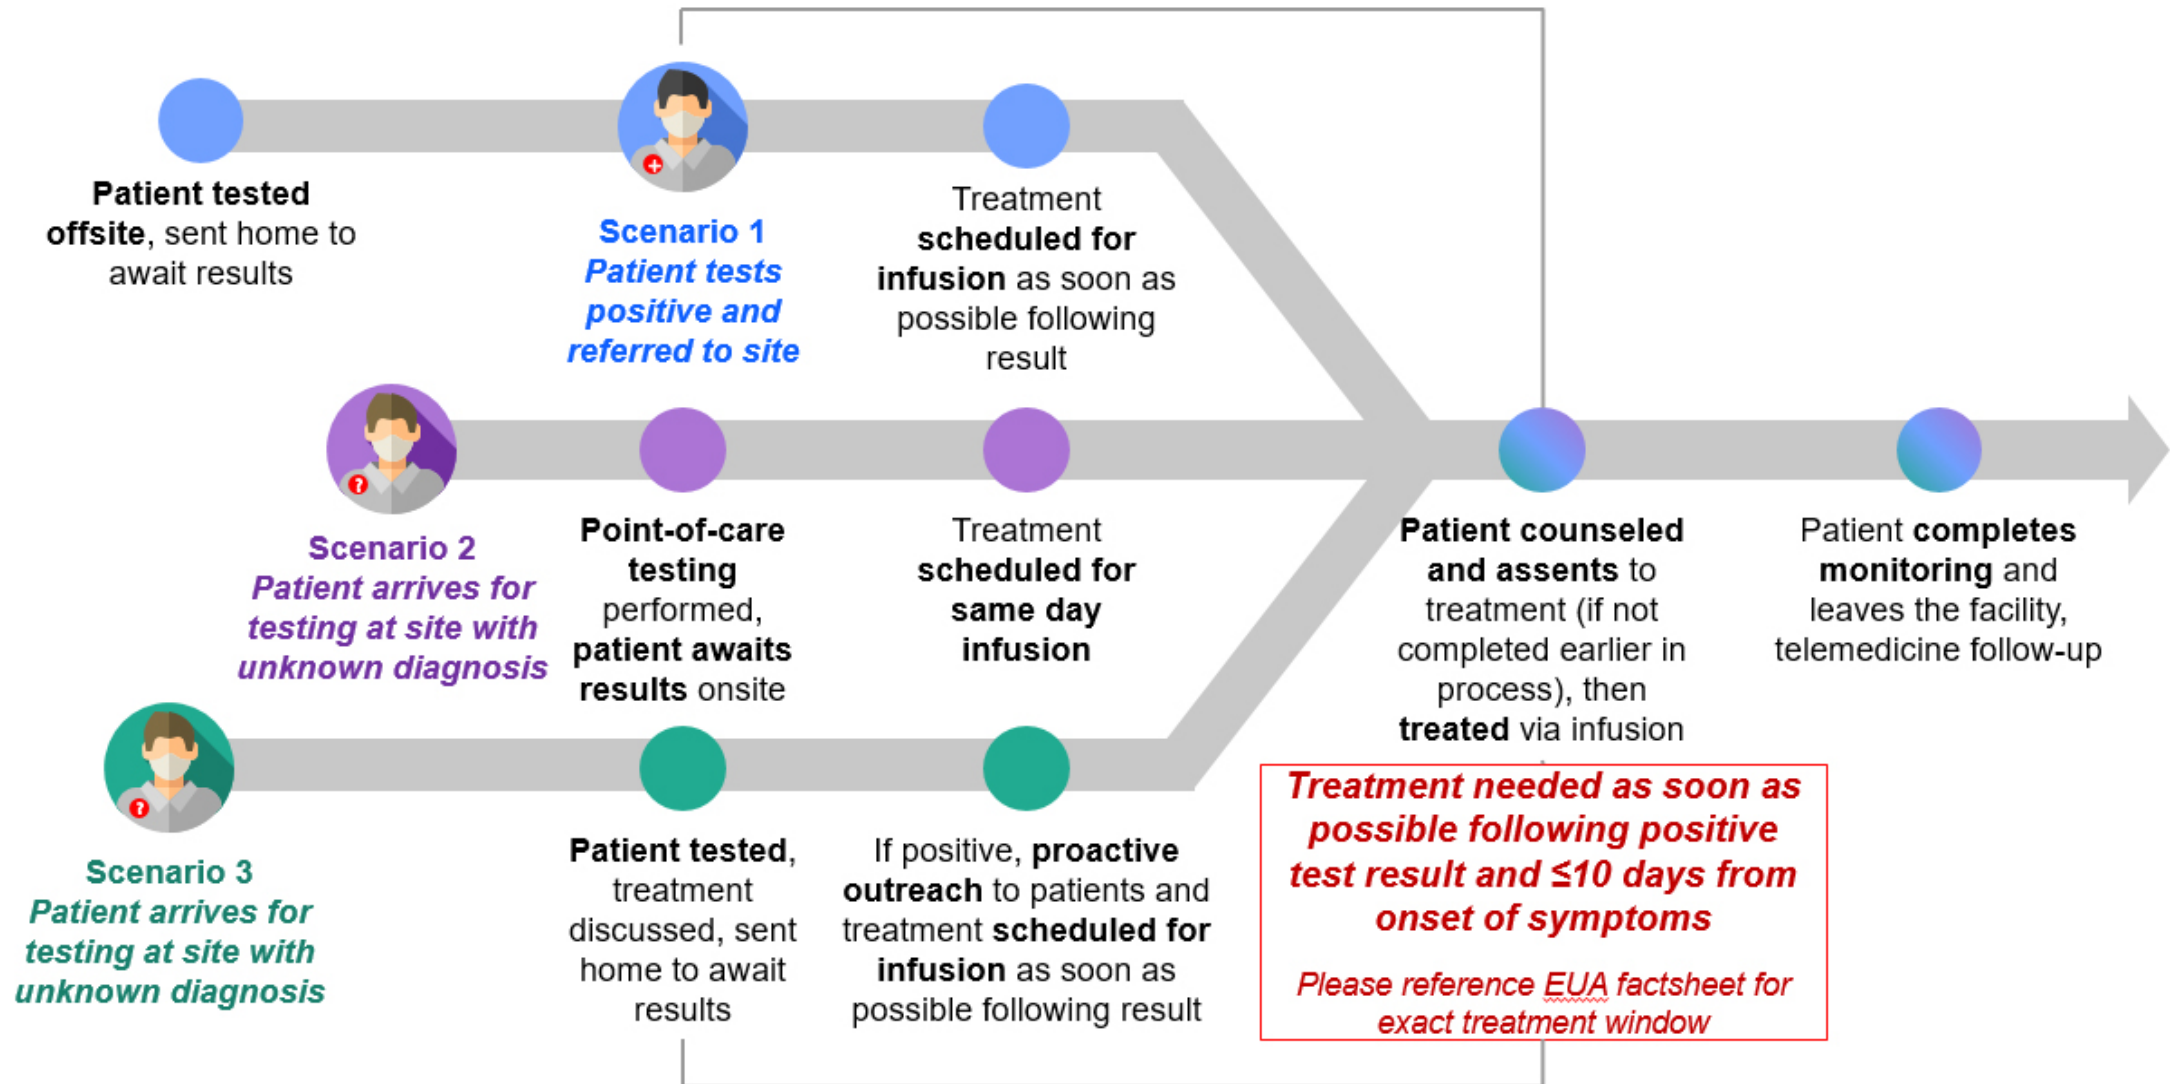 Patient tested
offsite, sent home to
await results
Scenario 1
Patient tests
positive and
referred to site
Treatment
scheduled for
infusion as soon as
possible following
result
Scenario 2
Patient arrives for
testing at site with
unknown diagnosis
Point-of-care
testing
performed,
patient awaits
results onsite
Treatment
scheduled for
same day
infusion
Patient counseled
and assents to
treatment (if not
completed earlier in
process), then
treated via infusion
Patient completes
monitoring and
leaves the facility,
telemedicine follow-up
Scenario 3
Patient arrives for
testing at site with
unknown diagnosis
Patient tested,
treatment
discussed, sent
home to await
results
If positive, proactive
outreach to patients and
treatment scheduled for
infusion as soon as
possible following result
Treatment needed as soon as
possible following positive
test result and ≤10 days from
onset of symptoms
Please reference EUA factsheet for
exact treatment window